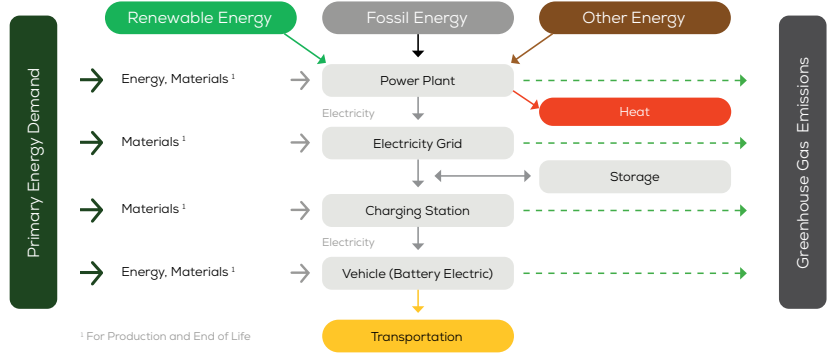 Renewable Energy
Fossil Energy
Other Energy
Primary Energy Demand
Greenhouse Gas Emissions
Energy, Materials ¹
Power Plant
Electricity
Heat
Materials ¹
Electricity Grid
Storage
Materials ¹
Charging Station
Electricity
Energy, Materials ¹
Vehicle (Battery Electric)
¹ For Production and End of Life
Transportation